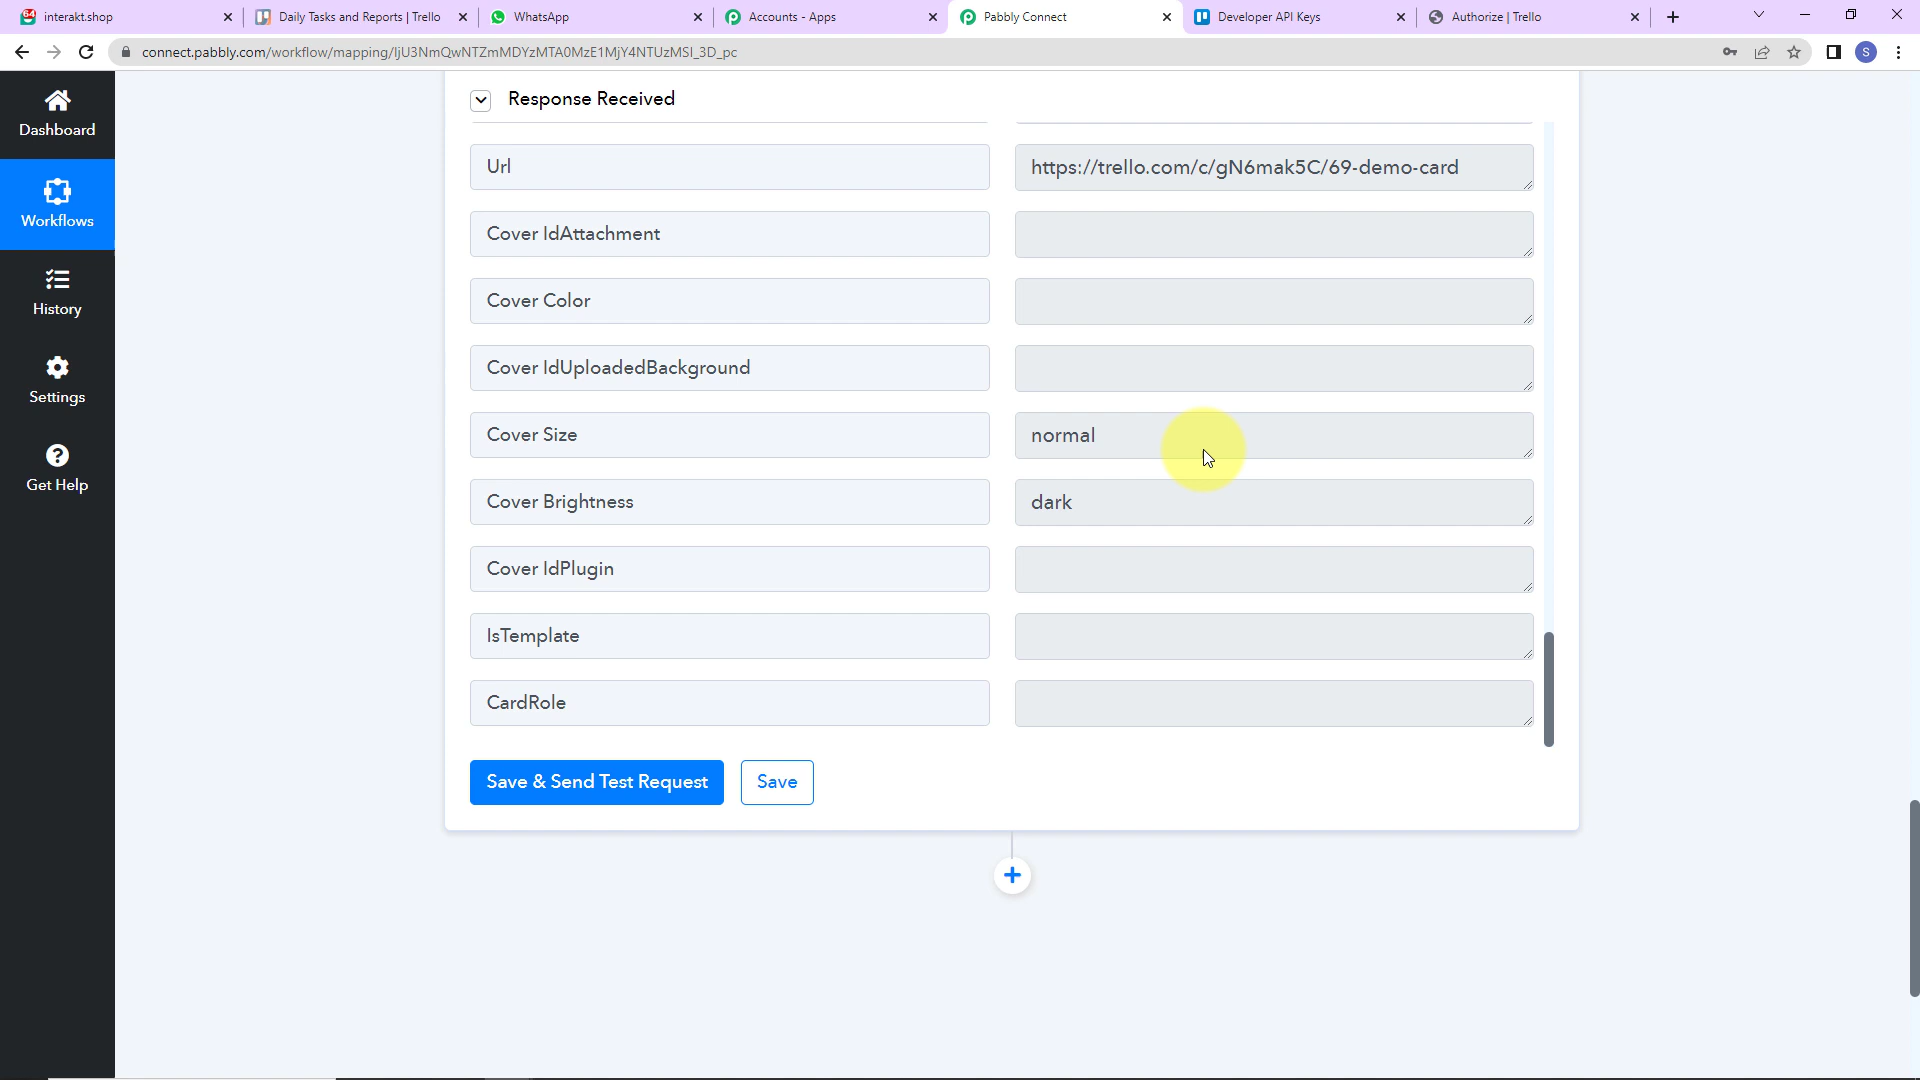 interakt.shop
Daily Tasks and Reports | Trello
WhatsApp
Accounts - Apps
Pabbly Connect
Developer API Keys
Authorize | Trello
connect.pabbly.com/workflow/mapping/IjU3NmQwNTZmMDYzMTA0MzE1MjY4NTUzMSI_3D_pc
S
Dashboard
Workflows
History
Settings
Get Help
Response Received
Url
https://trello.com/c/gN6mak5C/69-demo-card
Cover IdAttachment
Cover Color
Cover IdUploadedBackground
Cover Size
normal
Cover Brightness
dark
Cover IdPlugin
IsTemplate
CardRole
Save & Send Test Request
Save